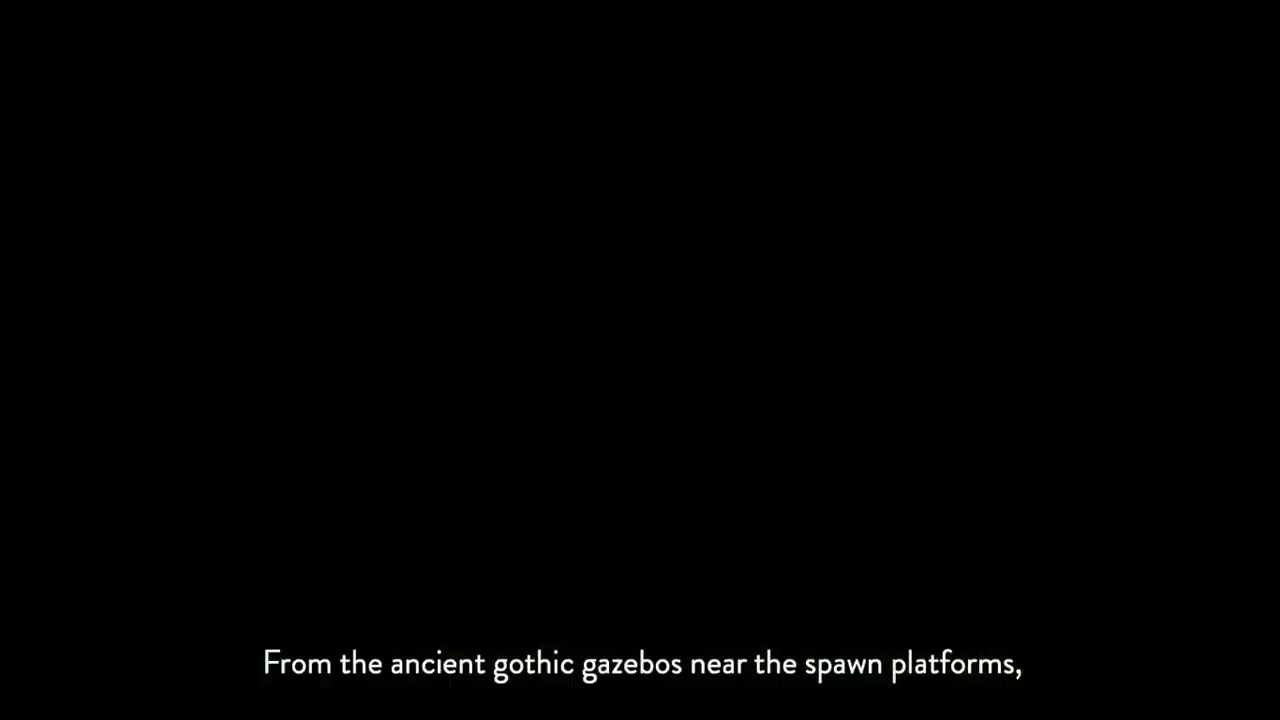 From the ancient gothic gazebos near the spawn platforms,